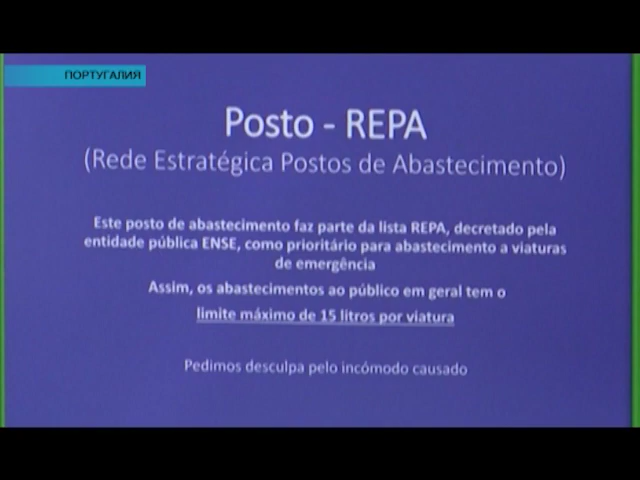 ПОРТУГАЛИЯ
Posto - REPA
(Rede Estratégica Postos de Abastecimento)
Este posto de abastecimento faz parte da lista REPA, decretado pela
entidade pública ENSE, como prioritário para abastecimento a viaturas
de emergência
Assim, os abastecimentos ao público em geral tem o
limite máximo de 15 litros por viatura
Pedimos desculpa pelo incómodo causado